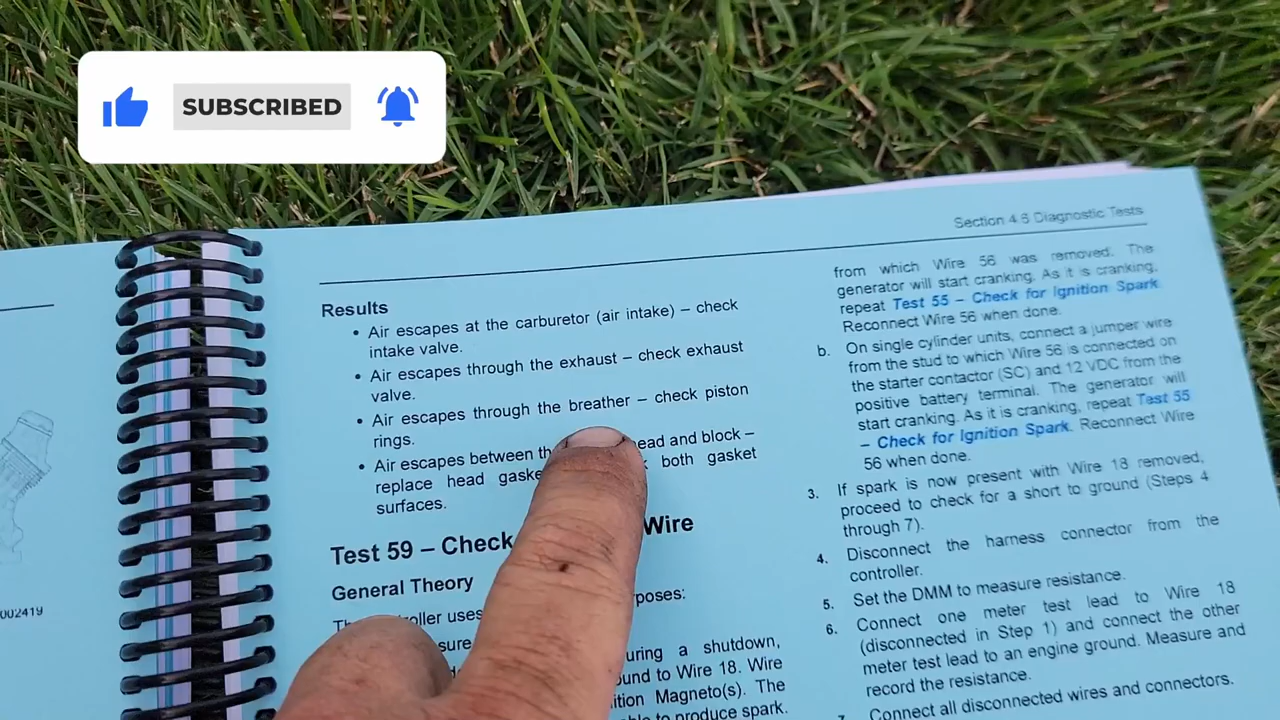 SUBSCRIBED
Section 4.6 Diagnostic Tests
002419
Results
• Air escapes at the carburetor (air intake) – check
intake valve.
• Air escapes through the exhaust – check exhaust
valve.
• Air escapes through the breather – check piston
rings.
• Air escapes between head and block –
replace head both gasket
surfaces.
Test 59 – Check Wire
General Theory
uses
uring a shutdown,
ound to Wire 18. Wire
Magneto(s). The
to produce spark.
from which Wire 56 was removed. The
generator will start cranking. As it is cranking,
repeat Test 55 – Check for Ignition Spark.
Reconnect Wire 56 when done.
b. On single cylinder units, connect a jumper wire
from the stud to which Wire 56 is connected on
the starter contactor (SC) and 12 VDC from the
positive battery terminal. The generator will
start cranking. As it is cranking, repeat Test 55
– Check for Ignition Spark. Reconnect Wire
56 when done.
3. If spark is now present with Wire 18 removed,
proceed to check for a short to ground (Steps 4
through 7).
4. Disconnect the harness connector from the
controller.
5. Set the DMM to measure resistance.
6. Connect one meter test lead to Wire 18
(disconnected in Step 1) and connect the other
meter test lead to an engine ground. Measure and
record the resistance.
7. Connect all disconnected wires and connectors.